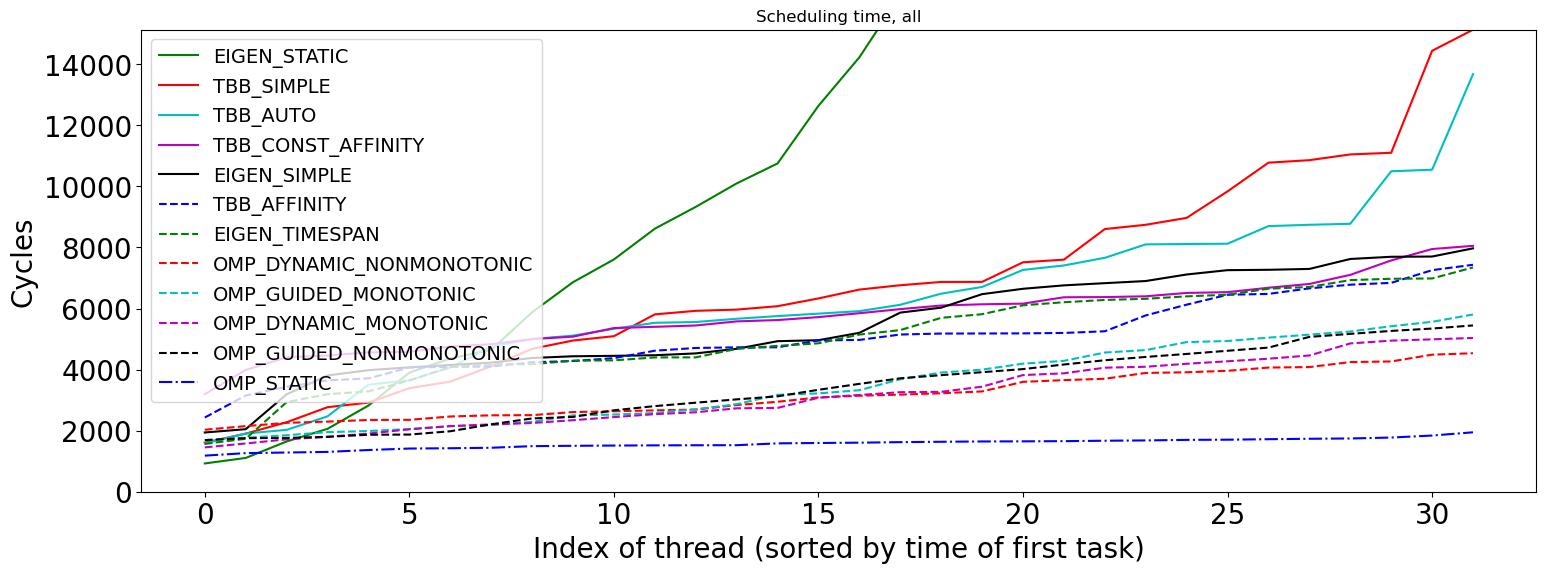 Scheduling time, all
EIGEN_STATIC
TBB_SIMPLE
TBB_AUTO
TBB_CONST_AFFINITY
EIGEN_SIMPLE
TBB_AFFINITY
EIGEN_TIMESPAN
OMP_DYNAMIC_NONMONOTONIC
OMP_GUIDED_MONOTONIC
OMP_DYNAMIC_MONOTONIC
OMP_GUIDED_NONMONOTONIC
OMP_STATIC
Cycles
14000
12000
10000
8000
6000
4000
2000
0
0 5 10 15 20 25 30
Index of thread (sorted by time of first task)